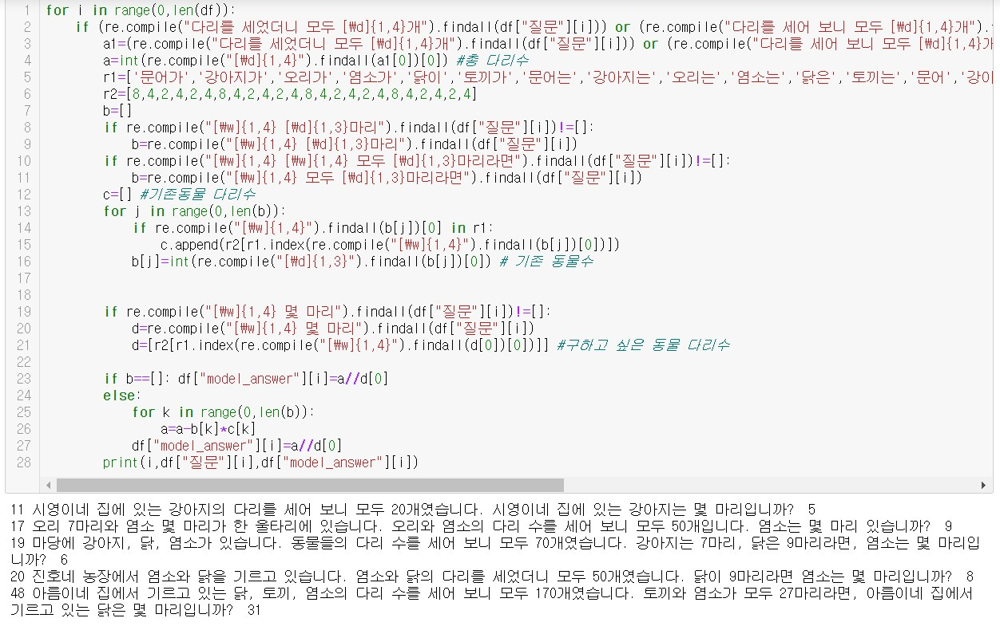 1 for i in range(0,len(df)):
2 if (re.compile("다리를 세었더니 모두 [₩d]{1,4}개").findall(df["질문"][i])) or (re.compile("다리를 세어 보니 모두 [₩d]{1,4}개").
3 a1=(re.compile("다리를 세었더니 모두 [₩d]{1,4}개").findall(df["질문"][i])) or (re.compile("다리를 세어 보니 모두 [₩d]{1,4}개
4 a=int(re.compile("[₩d]{1,4}").findall(a1[0])[0]) #총 다리수
5 r1=['문어가','강아지가','오리가','염소가','닭이','토끼가','문어는','강아지는','오리는','염소는','닭은','토끼는','문어','강아
6 r2=[8,4,2,4,2,4,8,4,2,4,2,4,8,4,2,4,2,4,8,4,2,4,2,4]
7 b=[]
8 if re.compile("[₩w]{1,4} [₩d]{1,3}마리").findall(df["질문"][i])!=[]:
9 b=re.compile("[₩w]{1,4} [₩d]{1,3}마리").findall(df["질문"][i])
10 if re.compile("[₩w]{1,4} [₩w]{1,4} 모두 [₩d]{1,3}마리라면").findall(df["질문"][i])!=[]:
11 b=re.compile("[₩w]{1,4} 모두 [₩d]{1,3}마리라면").findall(df["질문"][i])
12 c=[] #기존동물 다리수
13 for j in range(0,len(b)):
14 if re.compile("[₩w]{1,4}").findall(b[j])[0] in r1:
15 c.append(r2[r1.index(re.compile("[₩w]{1,4}").findall(b[j])[0])])
16 b[j]=int(re.compile("[₩d]{1,3}").findall(b[j])[0]) # 기존 동물수
17
18
19 if re.compile("[₩w]{1,4} 몇 마리").findall(df["질문"][i])!=[]:
20 d=re.compile("[₩w]{1,4} 몇 마리").findall(df["질문"][i])
21 d=[r2[r1.index(re.compile("[₩w]{1,4}").findall(d[0])[0])]] #구하고 싶은 동물 다리수
22
23 if b==[]: df["model_answer"][i]=a//d[0]
24 else:
25 for k in range(0,len(b)):
26 a=a-b[k]*c[k]
27 df["model_answer"][i]=a//d[0]
28 print(i,df["질문"][i],df["model_answer"][i])
11 시영이네 집에 있는 강아지의 다리를 세어 보니 모두 20개였습니다. 시영이네 집에 있는 강아지는 몇 마리입니까? 5
17 오리 7마리와 염소 몇 마리가 한 울타리에 있습니다. 오리와 염소의 다리 수를 세어 보니 모두 50개입니다. 염소는 몇 마리 있습니까? 9
19 마당에 강아지, 닭, 염소가 있습니다. 동물들의 다리 수를 세어 보니 모두 70개였습니다. 강아지는 7마리, 닭은 9마리라면, 염소는 몇 마리입
니까? 6
20 진호네 농장에서 염소와 닭을 기르고 있습니다. 염소와 닭의 다리를 세었더니 모두 50개였습니다. 닭이 9마리라면 염소는 몇 마리입니까? 8
48 아름이네 집에서 기르고 있는 닭, 토끼, 염소의 다리 수를 세어 보니 모두 170개였습니다. 토끼와 염소가 모두 27마리라면, 아름이네 집에서
기르고 있는 닭은 몇 마리입니까? 31